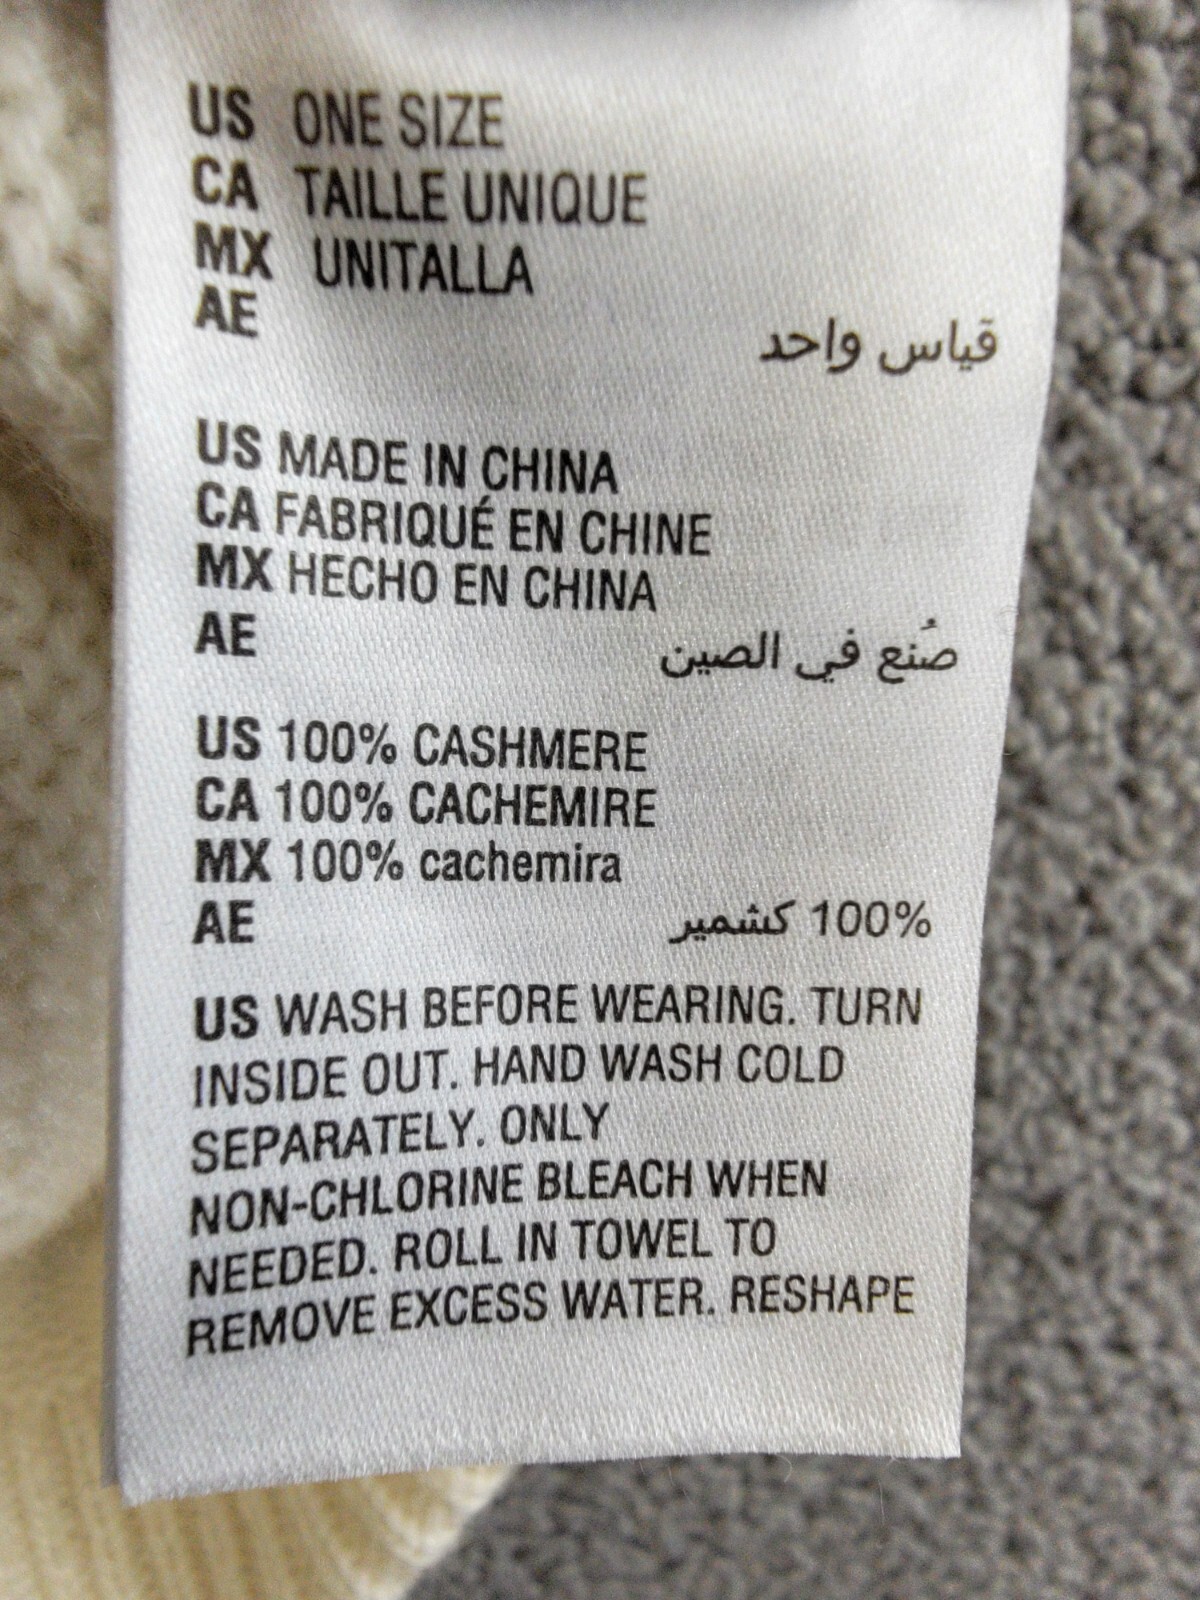 US ONE SIZE
CA TAILLE UNIQUE
MX UNITALLA
AE
قياس واحد
US MADE IN CHINA
CA FABRIQUÉ EN CHINE
MX HECHO EN CHINA
AE
صُنع في الصين
US 100% CASHMERE
CA 100% CACHEMIRE
MX 100% cachemira
AE
100% كشمير
US WASH BEFORE WEARING. TURN
INSIDE OUT. HAND WASH COLD
SEPARATELY. ONLY
NON-CHLORINE BLEACH WHEN
NEEDED. ROLL IN TOWEL TO
REMOVE EXCESS WATER. RESHAPE